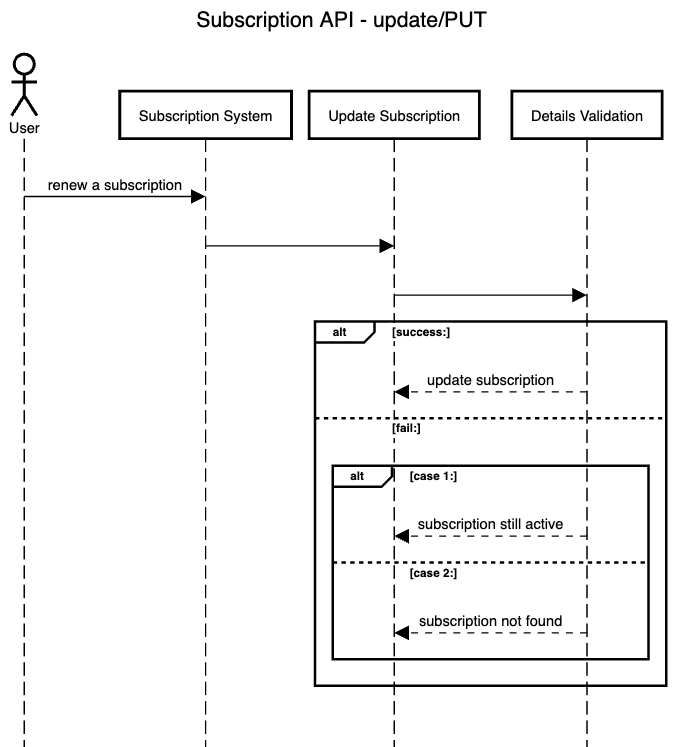 Subscription API - update/PUT
User
Subscription System
Update Subscription
Details Validation
renew a subscription
alt
[success:]
update subscription
[fail:]
alt
[case 1:]
subscription still active
[case 2:]
subscription not found